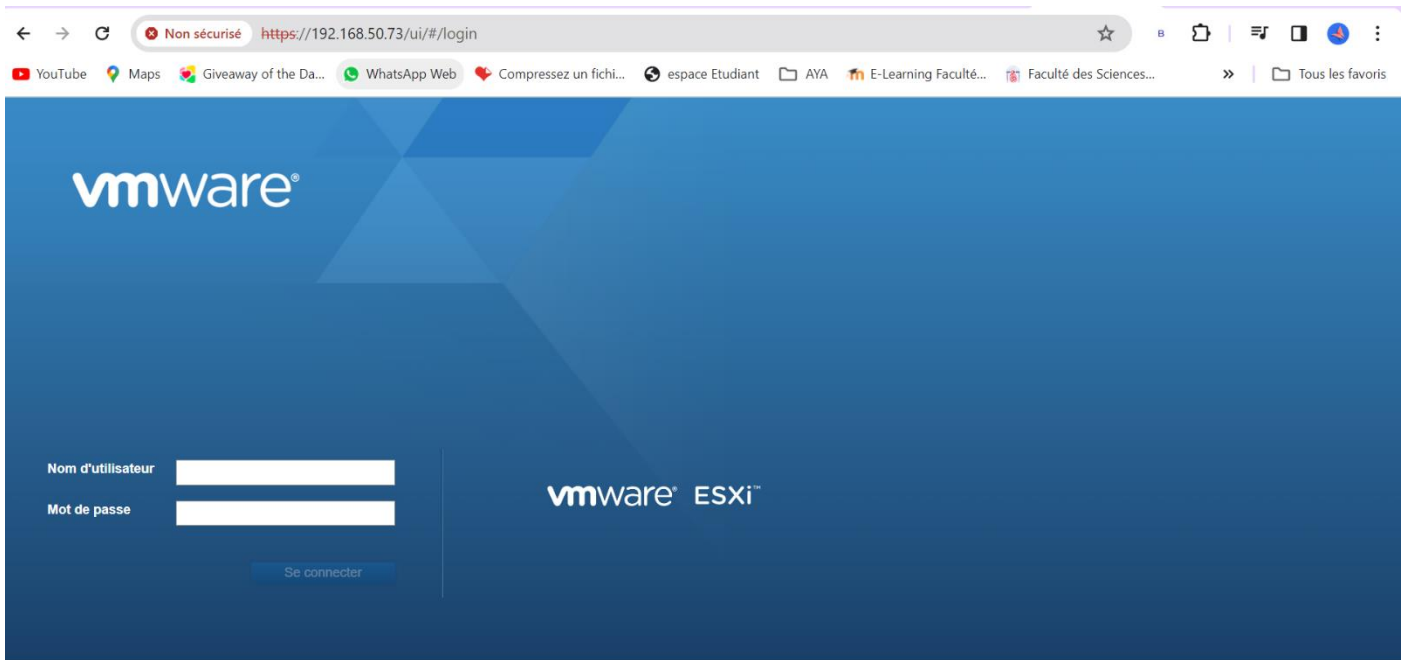 Non sécurisé https://192.168.50.73/ui/#/login B
YouTube Maps Giveaway of the Da... WhatsApp Web Compressez un fichi... espace Etudiant AYA E-Learning Faculté... Faculté des Sciences... » Tous les favoris
vmware®
Nom d'utilisateur
vmware® ESXi™
Mot de passe
Se connecter